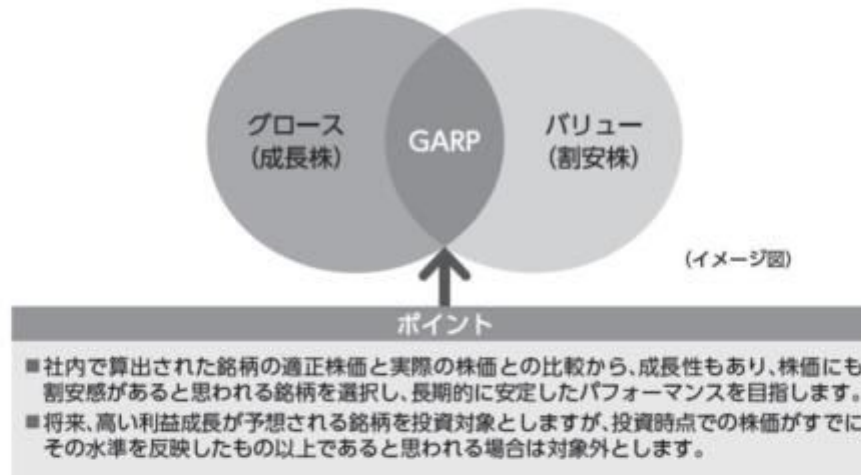 グロース
(成長株)
GARP
バリュー
(割安株)
(イメージ図)
ポイント
■社内で算出された銘柄の適正株価と実際の株価との比較から、成長性もあり、株価にも
割安感があると思われる銘柄を選択し、長期的に安定したパフォーマンスを目指します。
■将来、高い利益成長が予想される銘柄を投資対象としますが、投資時点での株価がすでに
その水準を反映したもの以上であると思われる場合は対象外とします。